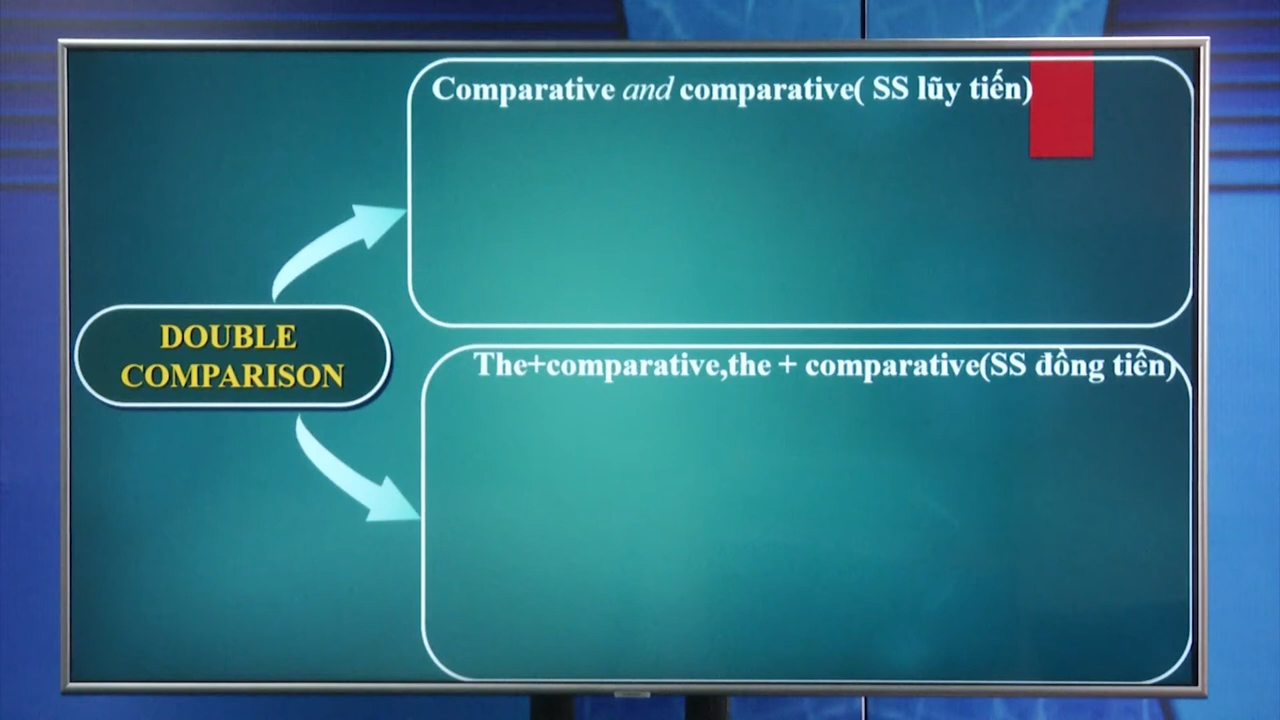 Comparative and comparative( SS lũy tiến)
DOUBLE
COMPARISON
The+comparative,the + comparative(SS đồng tiến)